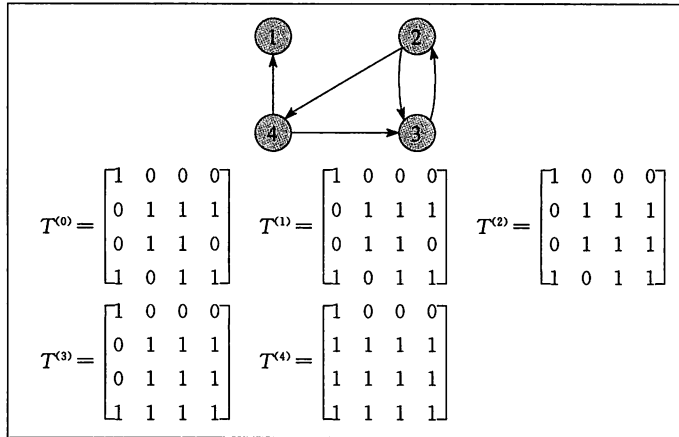 1 2
4 3
T⁽⁰⁾= [1 0 0 0
0 1 1 1
0 1 1 0
1 0 1 1]
T⁽¹⁾= [1 0 0 0
0 1 1 1
0 1 1 0
1 0 1 1]
T⁽²⁾= [1 0 0 0
0 1 1 1
0 1 1 1
1 0 1 1]
T⁽³⁾= [1 0 0 0
0 1 1 1
0 1 1 1
1 1 1 1]
T⁽⁴⁾= [1 0 0 0
1 1 1 1
1 1 1 1
1 1 1 1]